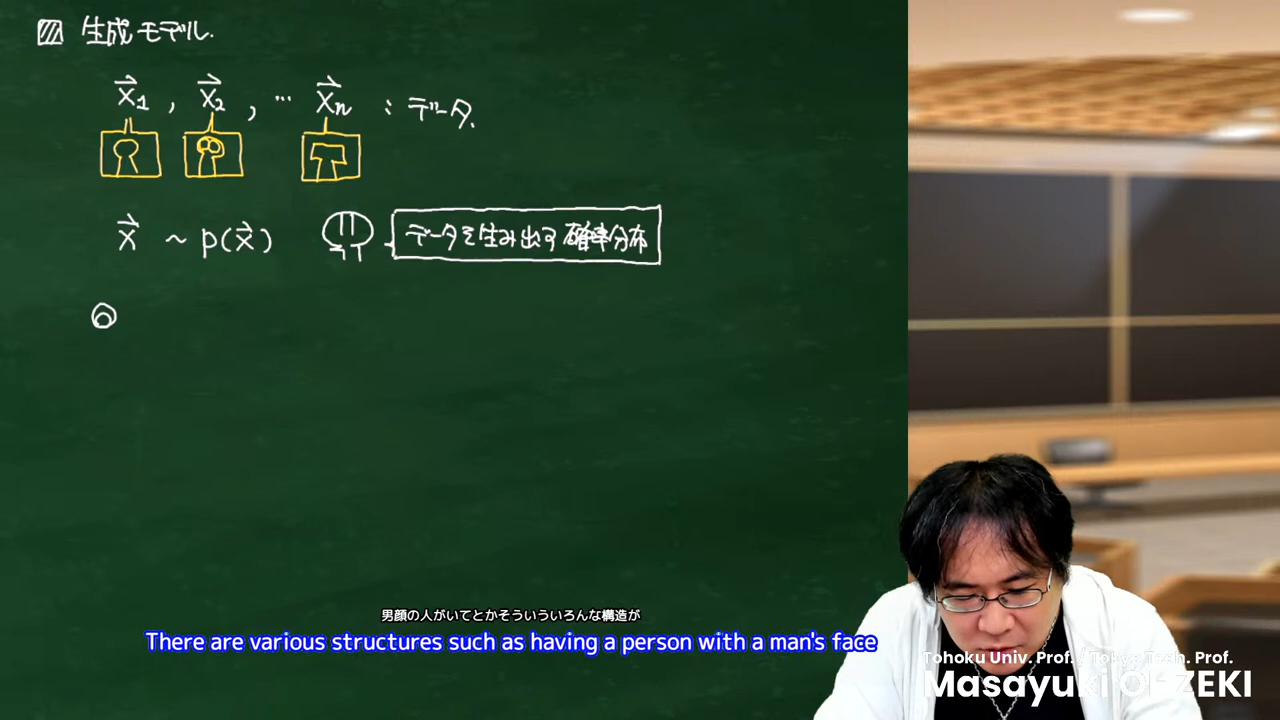 生成モデル.
x⃗₁ , x⃗₂ , … x⃗ₙ : データ.
x⃗ ~ p(x⃗) データを生み出す確率分布
男顔の人がいてとかそういういろんな構造が
There are various structures such as having a person with a man's face
Tohoku Univ. Prof. / Tokyo Tech. Prof.
Masayuki OHZEKI